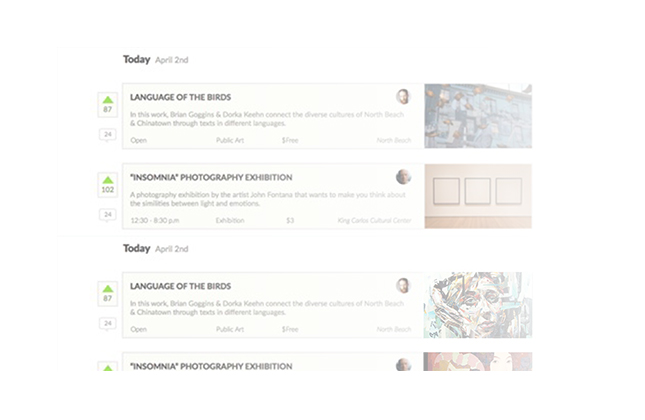 Today April 2nd
87
24
LANGUAGE OF THE BIRDS
In this work, Brian Goggins & Dorka Keehn connect the diverse cultures of North Beach
& Chinatown through texts in different languages.
Open Public Art $Free North Beach
102
24
"INSOMNIA" PHOTOGRAPHY EXHIBITION
A photography exhibition by the artist John Fontana that wants to make you think about
the similities between light and emotions.
12:30 - 8:30 p.m Exhibition $3 King Carlos Cultural Center
Today April 2nd
87
24
LANGUAGE OF THE BIRDS
In this work, Brian Goggins & Dorka Keehn connect the diverse cultures of North Beach
& Chinatown through texts in different languages.
Open Public Art $Free North Beach
"INSOMNIA" PHOTOGRAPHY EXHIBITION